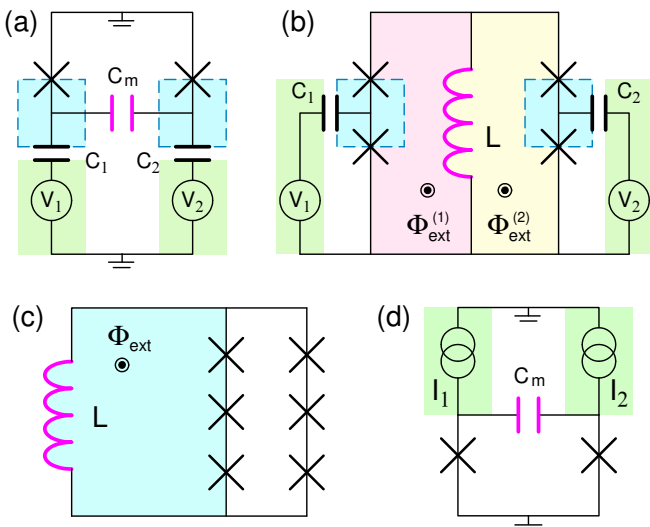 (a)
C_m
C_1
C_2
V_1
V_2
(b)
C_1
C_2
L
V_1
V_2
Φ_ext^(1)
Φ_ext^(2)
(c)
Φ_ext
L
(d)
I_1
C_m
I_2